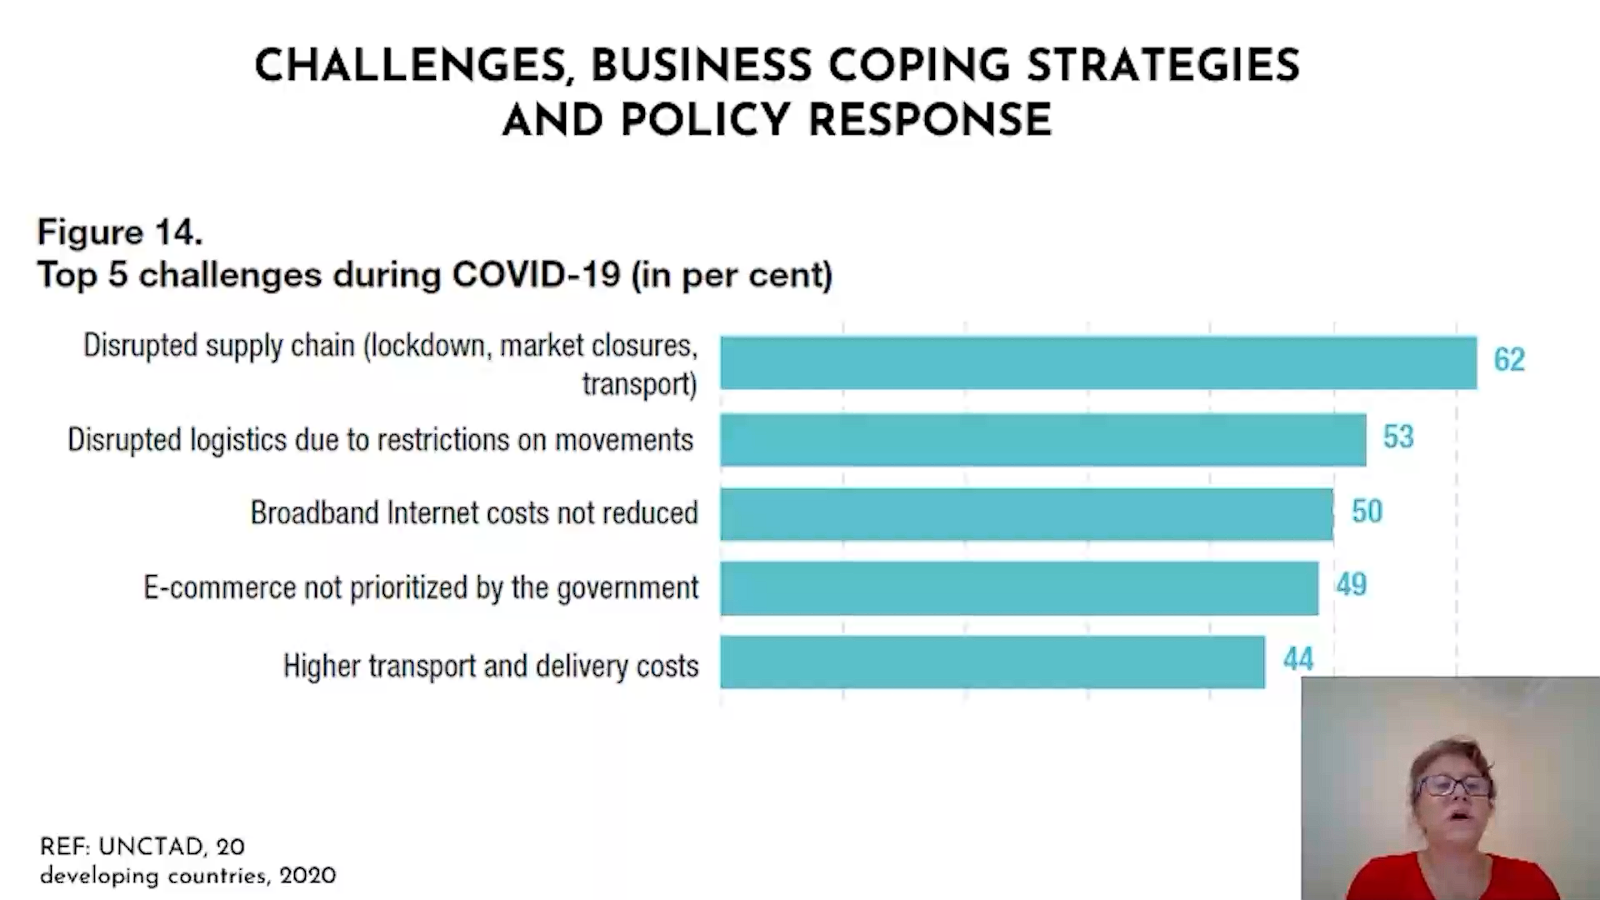 CHALLENGES, BUSINESS COPING STRATEGIES
AND POLICY RESPONSE
Figure 14.
Top 5 challenges during COVID-19 (in per cent)
Disrupted supply chain (lockdown, market closures,
transport)
62
Disrupted logistics due to restrictions on movements
53
Broadband Internet costs not reduced
50
E-commerce not prioritized by the government
49
Higher transport and delivery costs
44
REF: UNCTAD, 20
developing countries, 2020